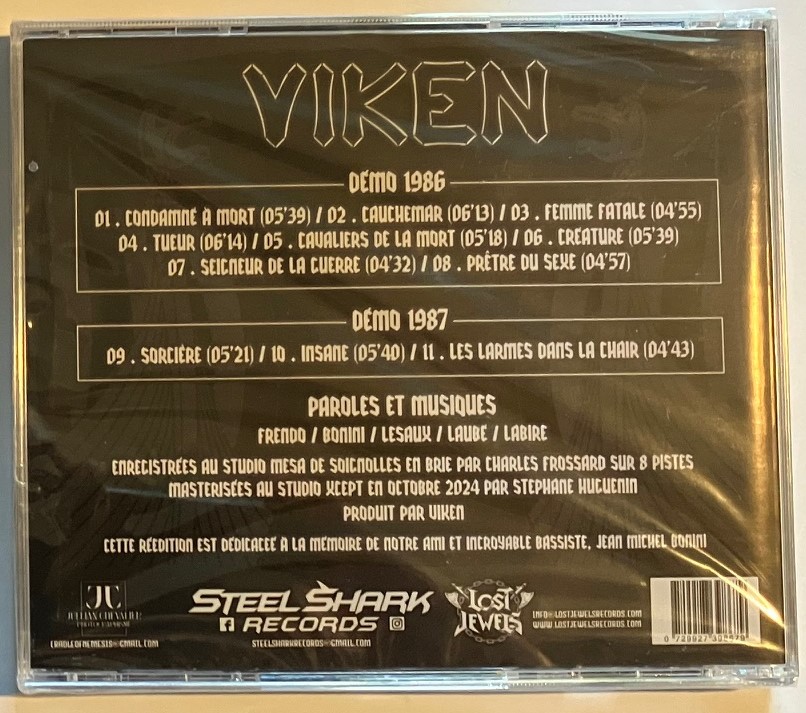 VIKEN
DÉMO 1986
01 . CONDAMNÉ À MORT (05'39) / 02 . CAUCHEMAR (06'13) / 03 . FEMME FATALE (04'55)
04 . TUEUR (06'14) / 05 . CAVALIERS DE LA MORT (05'18) / 06 . CRÉATURE (05'39)
07 . SEIGNEUR DE LA GUERRE (04'32) / 08 . PRÊTRE DU SEXE (04'57)
DÉMO 1987
09 . SORCIÈRE (05'21) / 10 . INSANE (05'40) / 11 . LES LARMES DANS LA CHAIR (04'43)
PAROLES ET MUSIQUES
FRENDO / BONINI / LESAUX / LAUBÉ / LABIRE
ENREGISTRÉES AU STUDIO MESA DE SOIGNOLLES EN BRIE PAR CHARLES FROSSARD SUR 8 PISTES
MASTERISÉES AU STUDIO XCEPT EN OCTOBRE 2024 PAR STEPHANE HUGUENIN
PRODUIT PAR VIKEN
CETTE RÉÉDITION EST DÉDICACÉE À LA MÉMOIRE DE NOTRE AMI ET INCROYABLE BASSISTE, JEAN MICHEL BONINI
JULIAN CHEVALIER
CRADLEOFNEMESIS@GMAIL.COM
STEEL SHARK
RECORDS
STEELSHARKRECORDS@GMAIL.COM
LOST
JEWELS
INFO@LOSTJEWELSRECORDS.COM
WWW.LOSTJEWELSRECORDS.COM